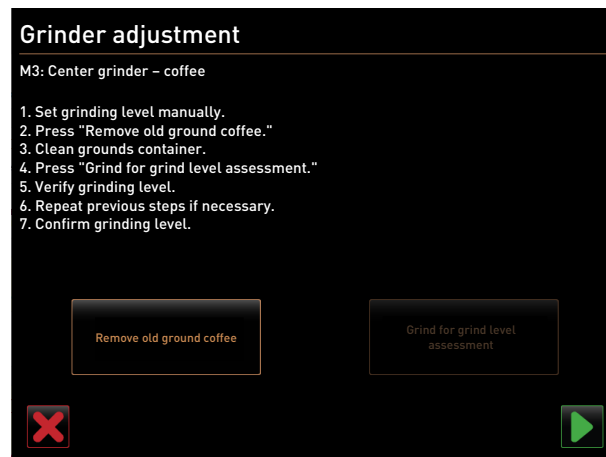 Grinder adjustment
M3: Center grinder – coffee
1. Set grinding level manually.
2. Press "Remove old ground coffee."
3. Clean grounds container.
4. Press "Grind for grind level assessment."
5. Verify grinding level.
6. Repeat previous steps if necessary.
7. Confirm grinding level.
Remove old ground coffee
Grind for grind level
assessment